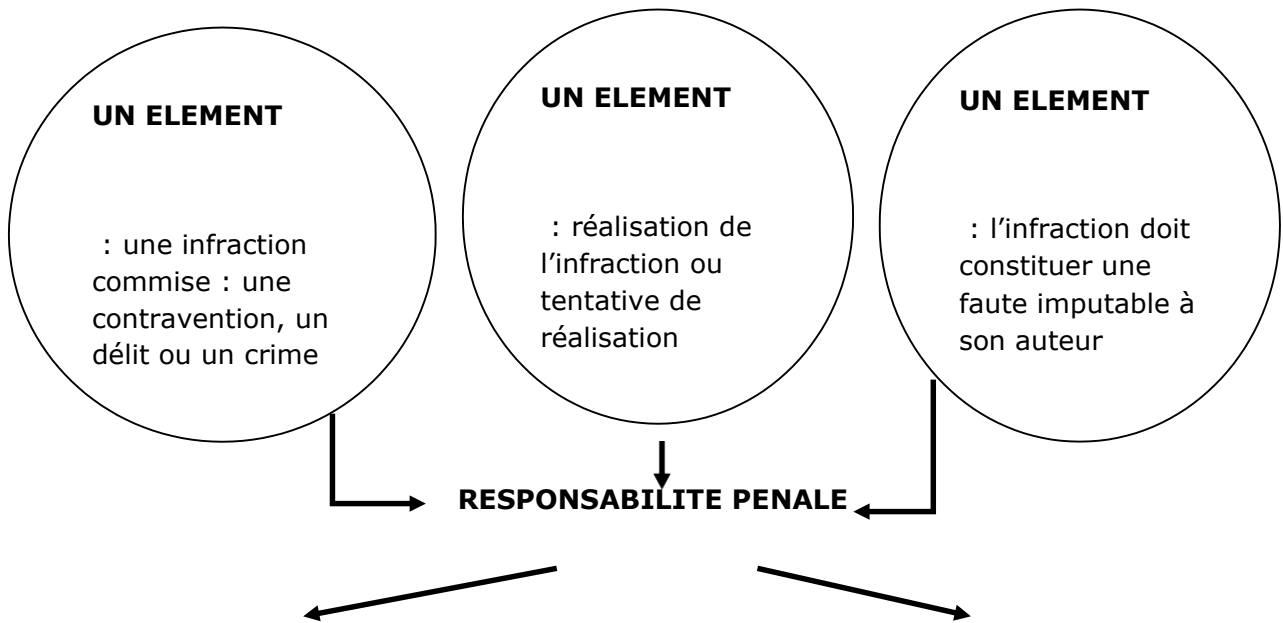 UN ELEMENT
: une infraction
commise : une
contravention, un
délit ou un crime
UN ELEMENT
: réalisation de
l’infraction ou
tentative de
réalisation
UN ELEMENT
: l’infraction doit
constituer une
faute imputable à
son auteur
RESPONSABILITE PENALE